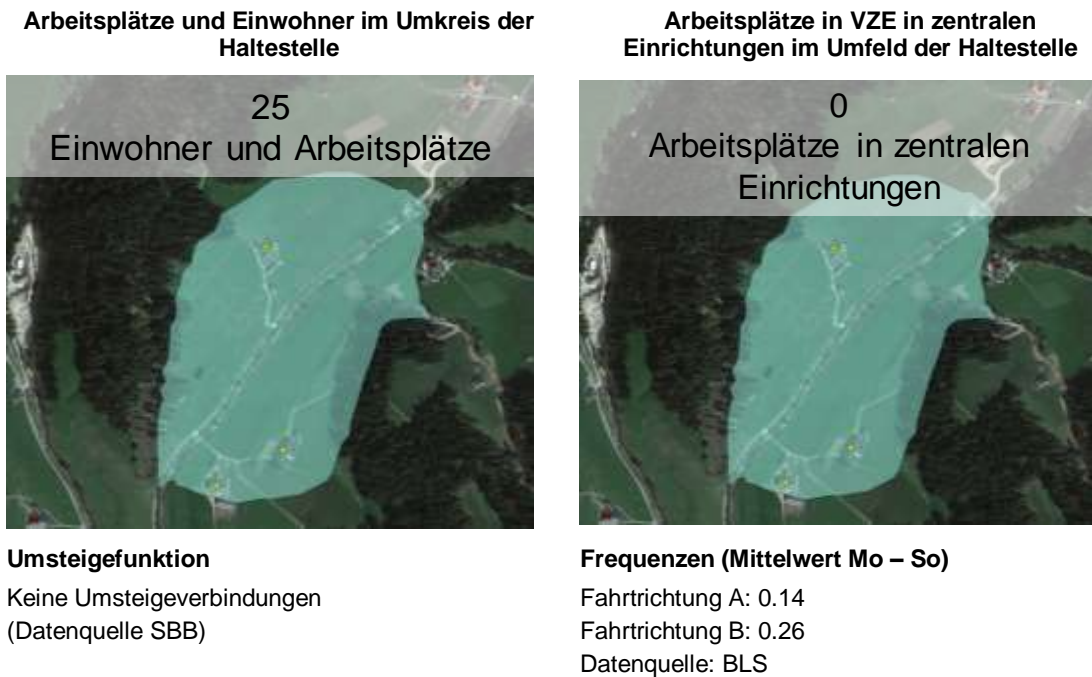 Arbeitsplätze und Einwohner im Umkreis der
Haltestelle
25
Einwohner und Arbeitsplätze
Umsteigefunktion
Keine Umsteigeverbindungen
(Datenquelle SBB)
Arbeitsplätze in VZE in zentralen
Einrichtungen im Umfeld der Haltestelle
0
Arbeitsplätze in zentralen
Einrichtungen
Frequenzen (Mittelwert Mo – So)
Fahrtrichtung A: 0.14
Fahrtrichtung B: 0.26
Datenquelle: BLS